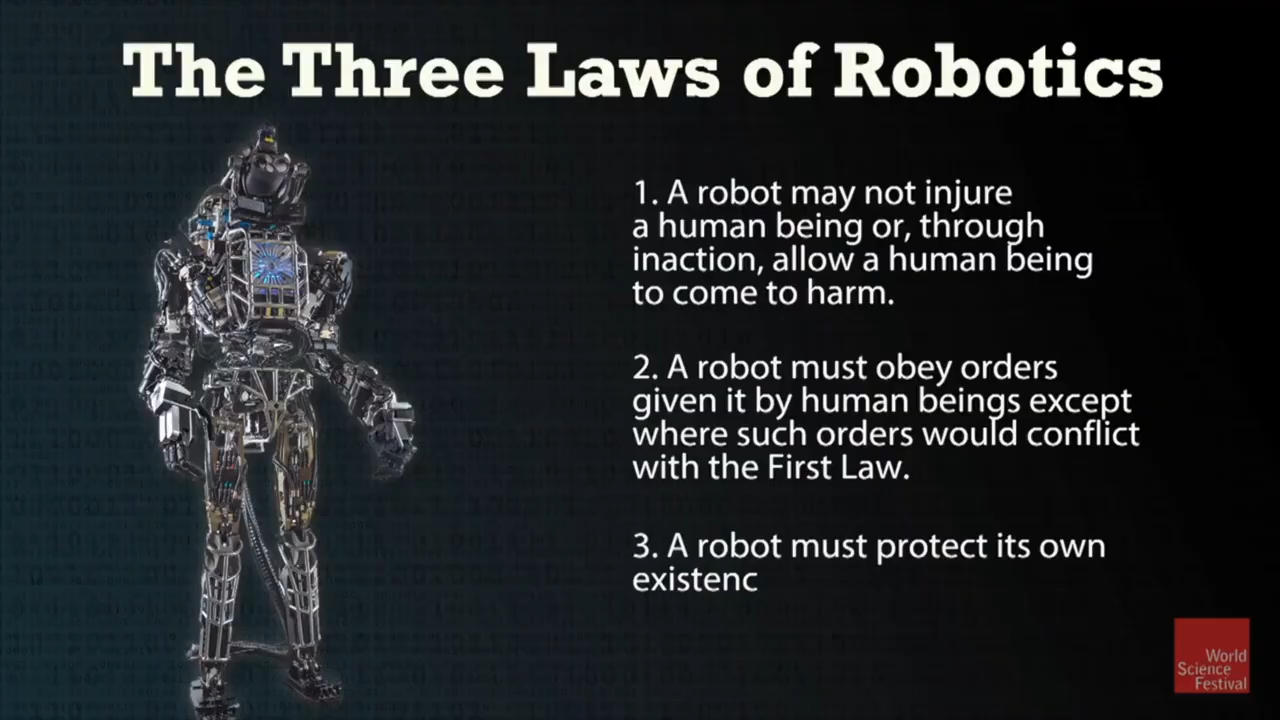 The Three Laws of Robotics
1. A robot may not injure
a human being or, through
inaction, allow a human being
to come to harm.
2. A robot must obey orders
given it by human beings except
where such orders would conflict
with the First Law.
3. A robot must protect its own
existenc
World
Science
Festival